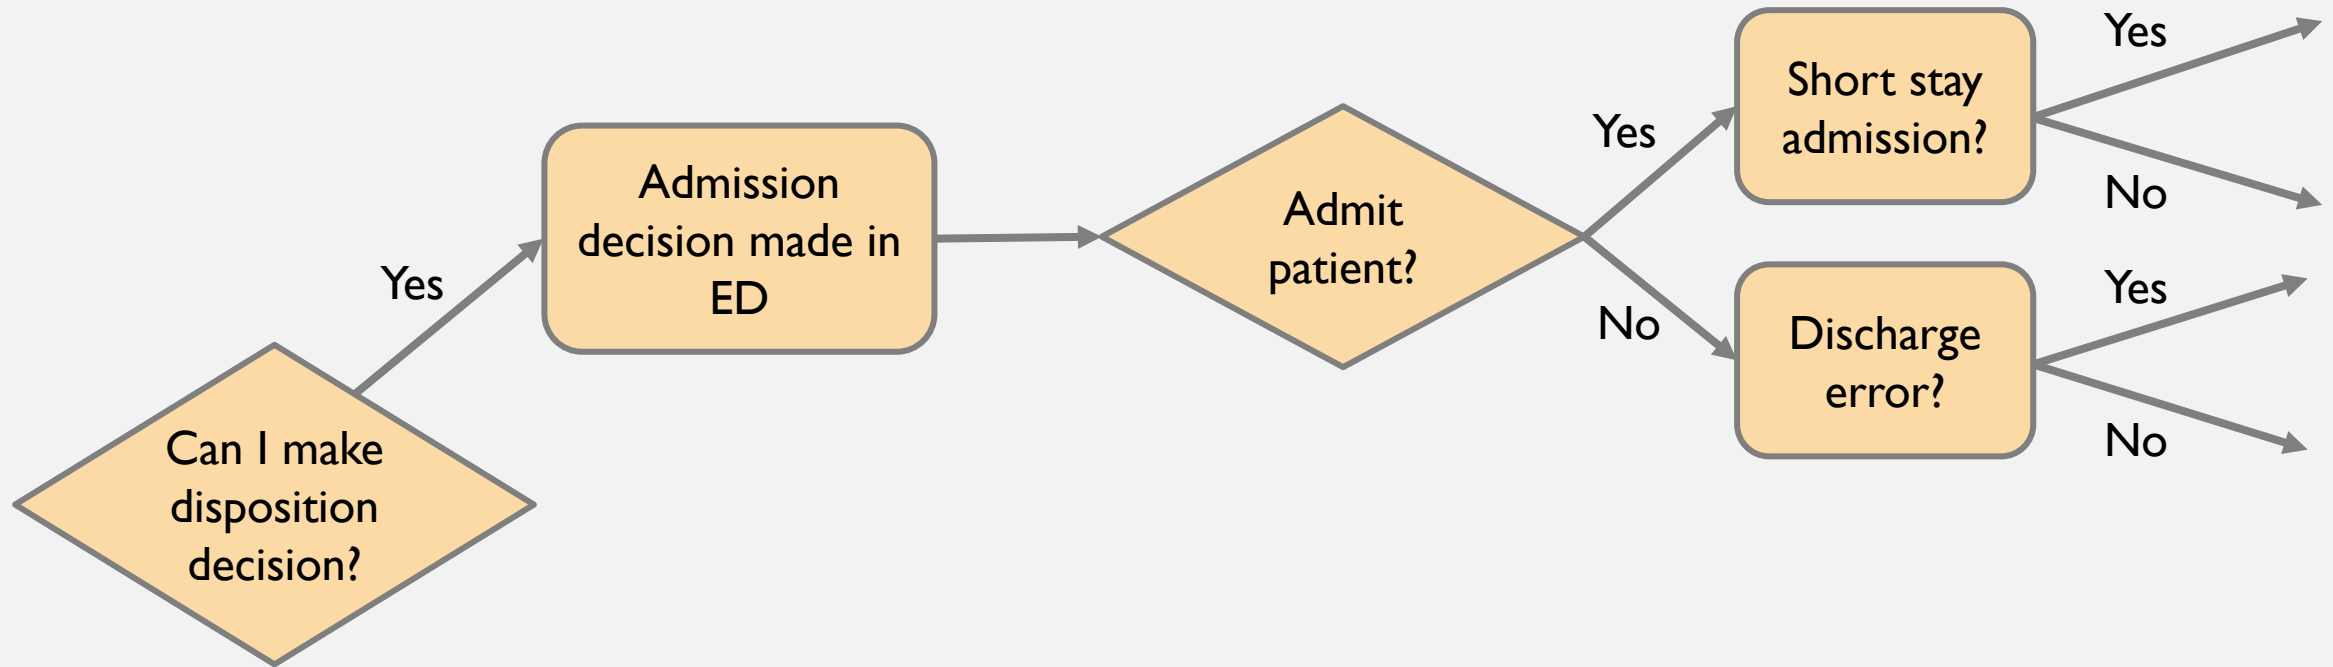 Can I make
disposition
decision?
Yes
Admission
decision made in
ED
Admit
patient?
Yes
No
Short stay
admission?
Yes
No
Discharge
error?
Yes
No